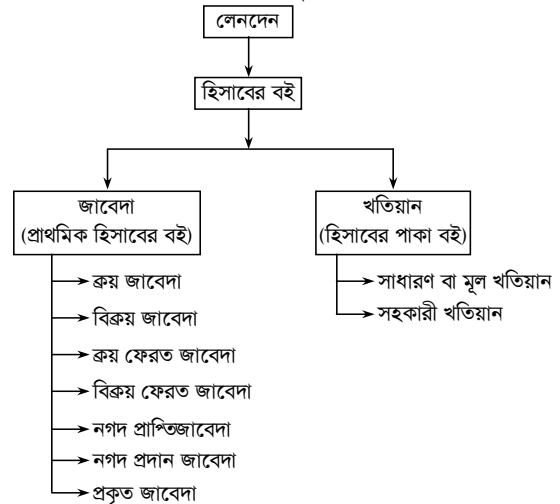 লেনদেন
হিসাবের বই
জাবেদা
(প্রাথমিক হিসাবের বই)
খতিয়ান
(হিসাবের পাকা বই)
ক্রয় জাবেদা
বিক্রয় জাবেদা
ক্রয় ফেরত জাবেদা
বিক্রয় ফেরত জাবেদা
নগদ প্রাপ্তিজাবেদা
নগদ প্রদান জাবেদা
প্রকৃত জাবেদা
সাধারণ বা মূল খতিয়ান
সহকারী খতিয়ান